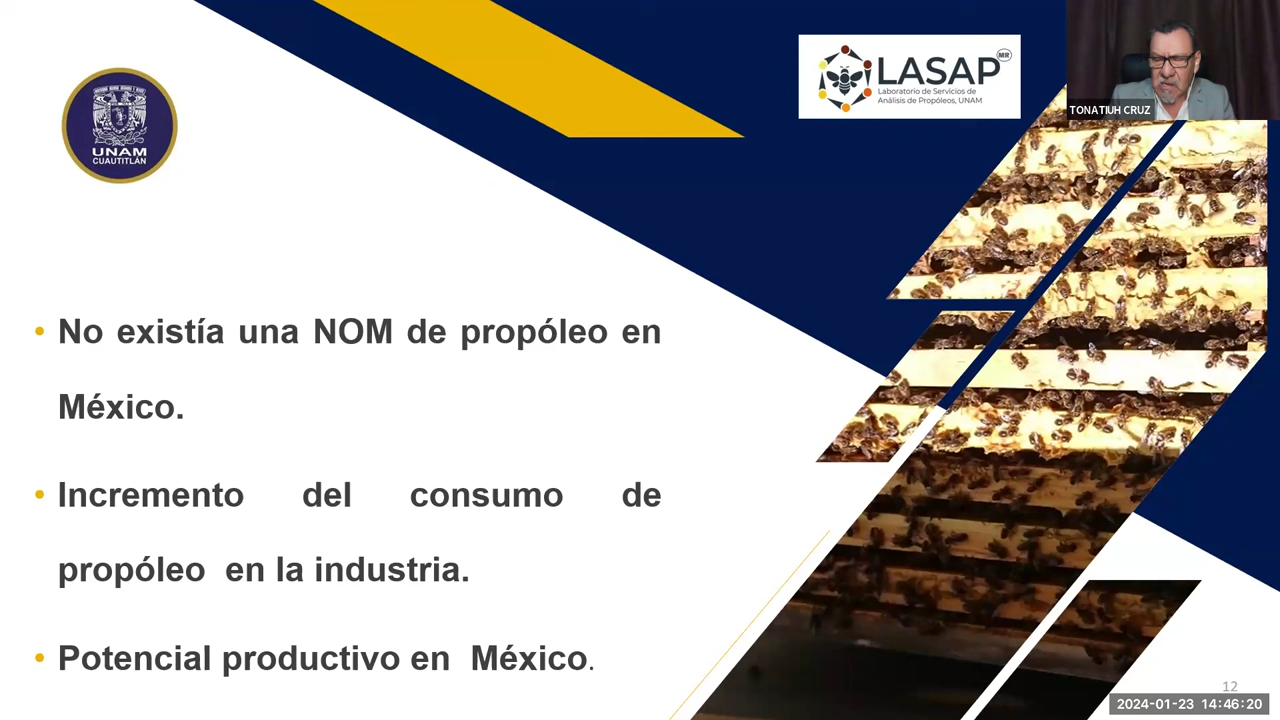 UNAM
CUAUTITLÁN
LASAP MR
Laboratorio de Servicios de
Análisis de Propóleos, UNAM
TONATIUH CRUZ
• No existía una NOM de propóleo en
México.
• Incremento del consumo de
propóleo en la industria.
• Potencial productivo en México.
12
2024-01-23 14:46:20